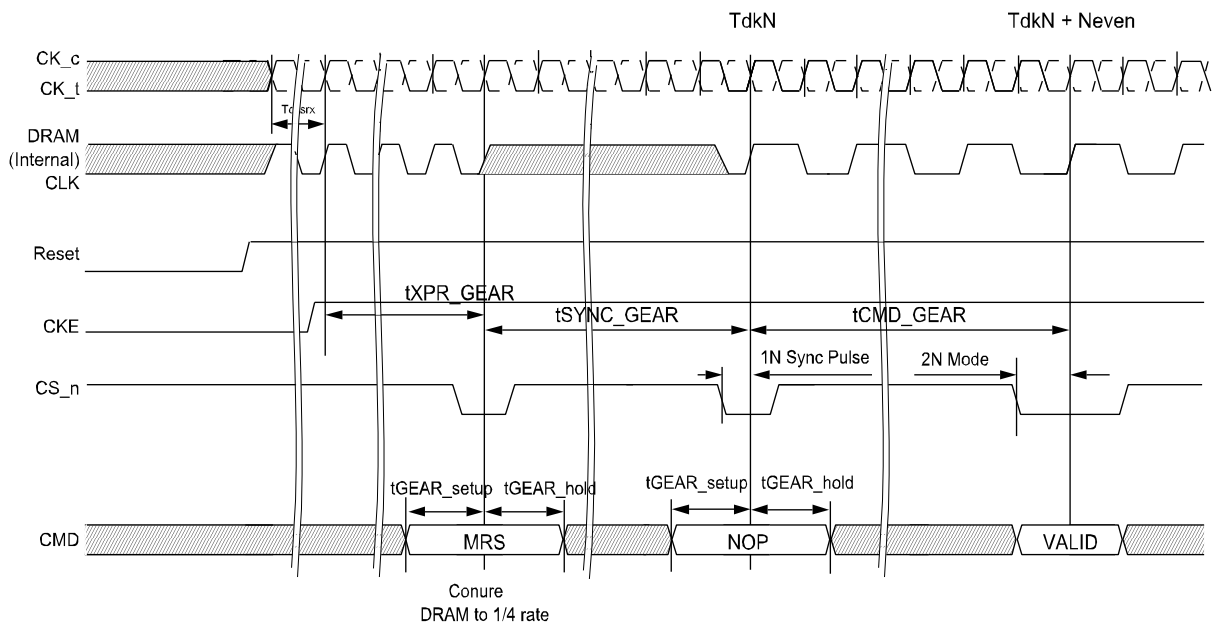 TdkN
TdkN + Neven
CK_c
CK_t
DRAM
(Internal)
CLK
Reset
tXPR_GEAR
CKE
tSYNC_GEAR
tCMD_GEAR
1N Sync Pulse
2N Mode
CS_n
tGEAR_setup
tGEAR_hold
tGEAR_setup
tGEAR_hold
CMD
MRS
NOP
VALID
Conure
DRAM to 1/4 rate